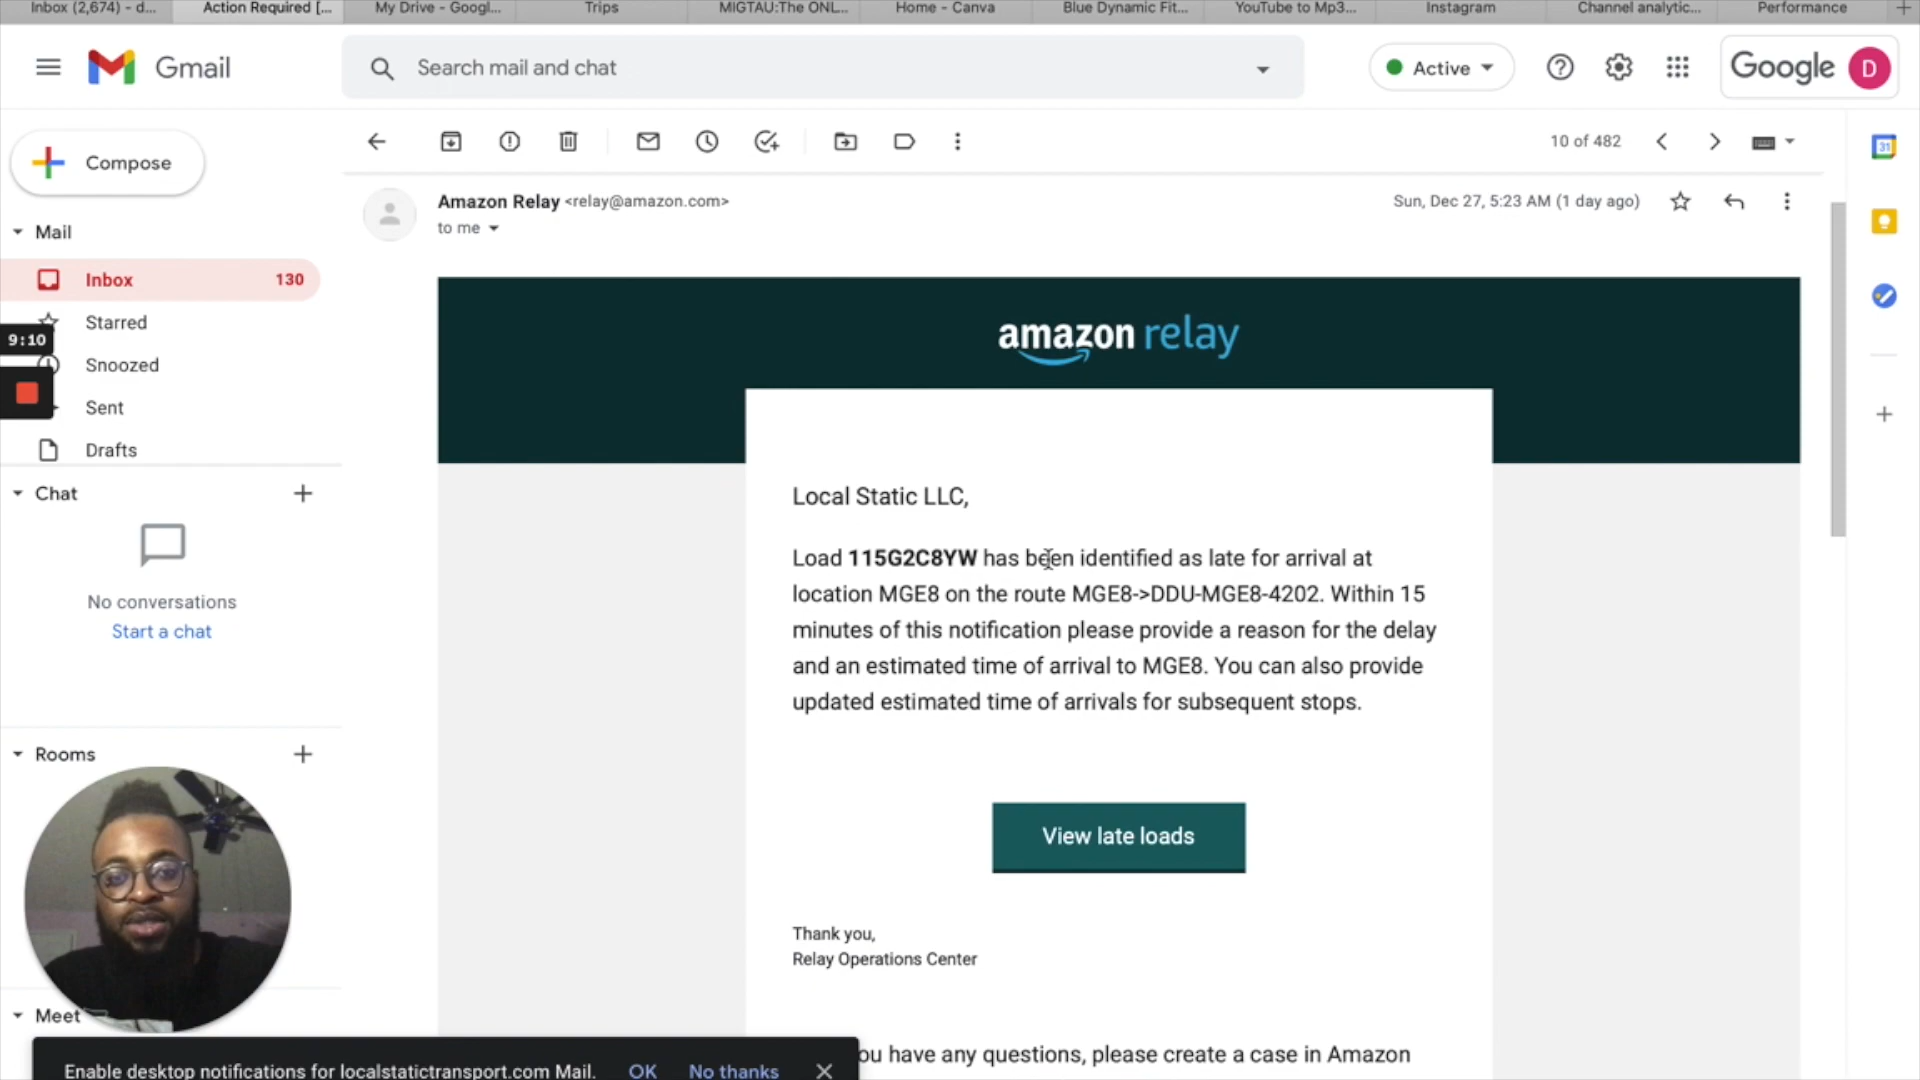 Inbox (2,674) - d...
Action Required [...
My Drive - Googl...
Trips
MIGTAU:The ONL...
Home - Canva
Blue Dynamic Fit...
YouTube to Mp3...
Instagram
Channel analytic...
Performance
Gmail
Search mail and chat
Active
Google
D
Compose
10 of 482
31
Mail
Amazon Relay <relay@amazon.com>
Sun, Dec 27, 5:23 AM (1 day ago)
to me
Inbox
130
Starred
9:10
Snoozed
Sent
Drafts
Chat
No conversations
Start a chat
Rooms
Meet
amazon relay
Local Static LLC,
Load 115G2C8YW has been identified as late for arrival at
location MGE8 on the route MGE8->DDU-MGE8-4202. Within 15
minutes of this notification please provide a reason for the delay
and an estimated time of arrival to MGE8. You can also provide
updated estimated time of arrivals for subsequent stops.
View late loads
Thank you,
Relay Operations Center
ou have any questions, please create a case in Amazon
Enable desktop notifications for localstatictransport.com Mail.
OK
No thanks